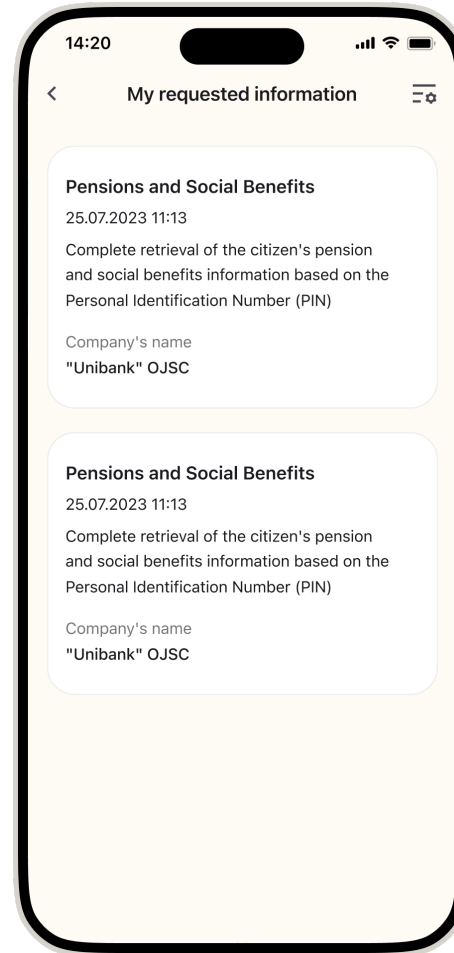 14:20
My requested information
Pensions and Social Benefits
25.07.2023 11:13
Complete retrieval of the citizen's pension
and social benefits information based on the
Personal Identification Number (PIN)
Company's name
"Unibank" OJSC
Pensions and Social Benefits
25.07.2023 11:13
Complete retrieval of the citizen's pension
and social benefits information based on the
Personal Identification Number (PIN)
Company's name
"Unibank" OJSC